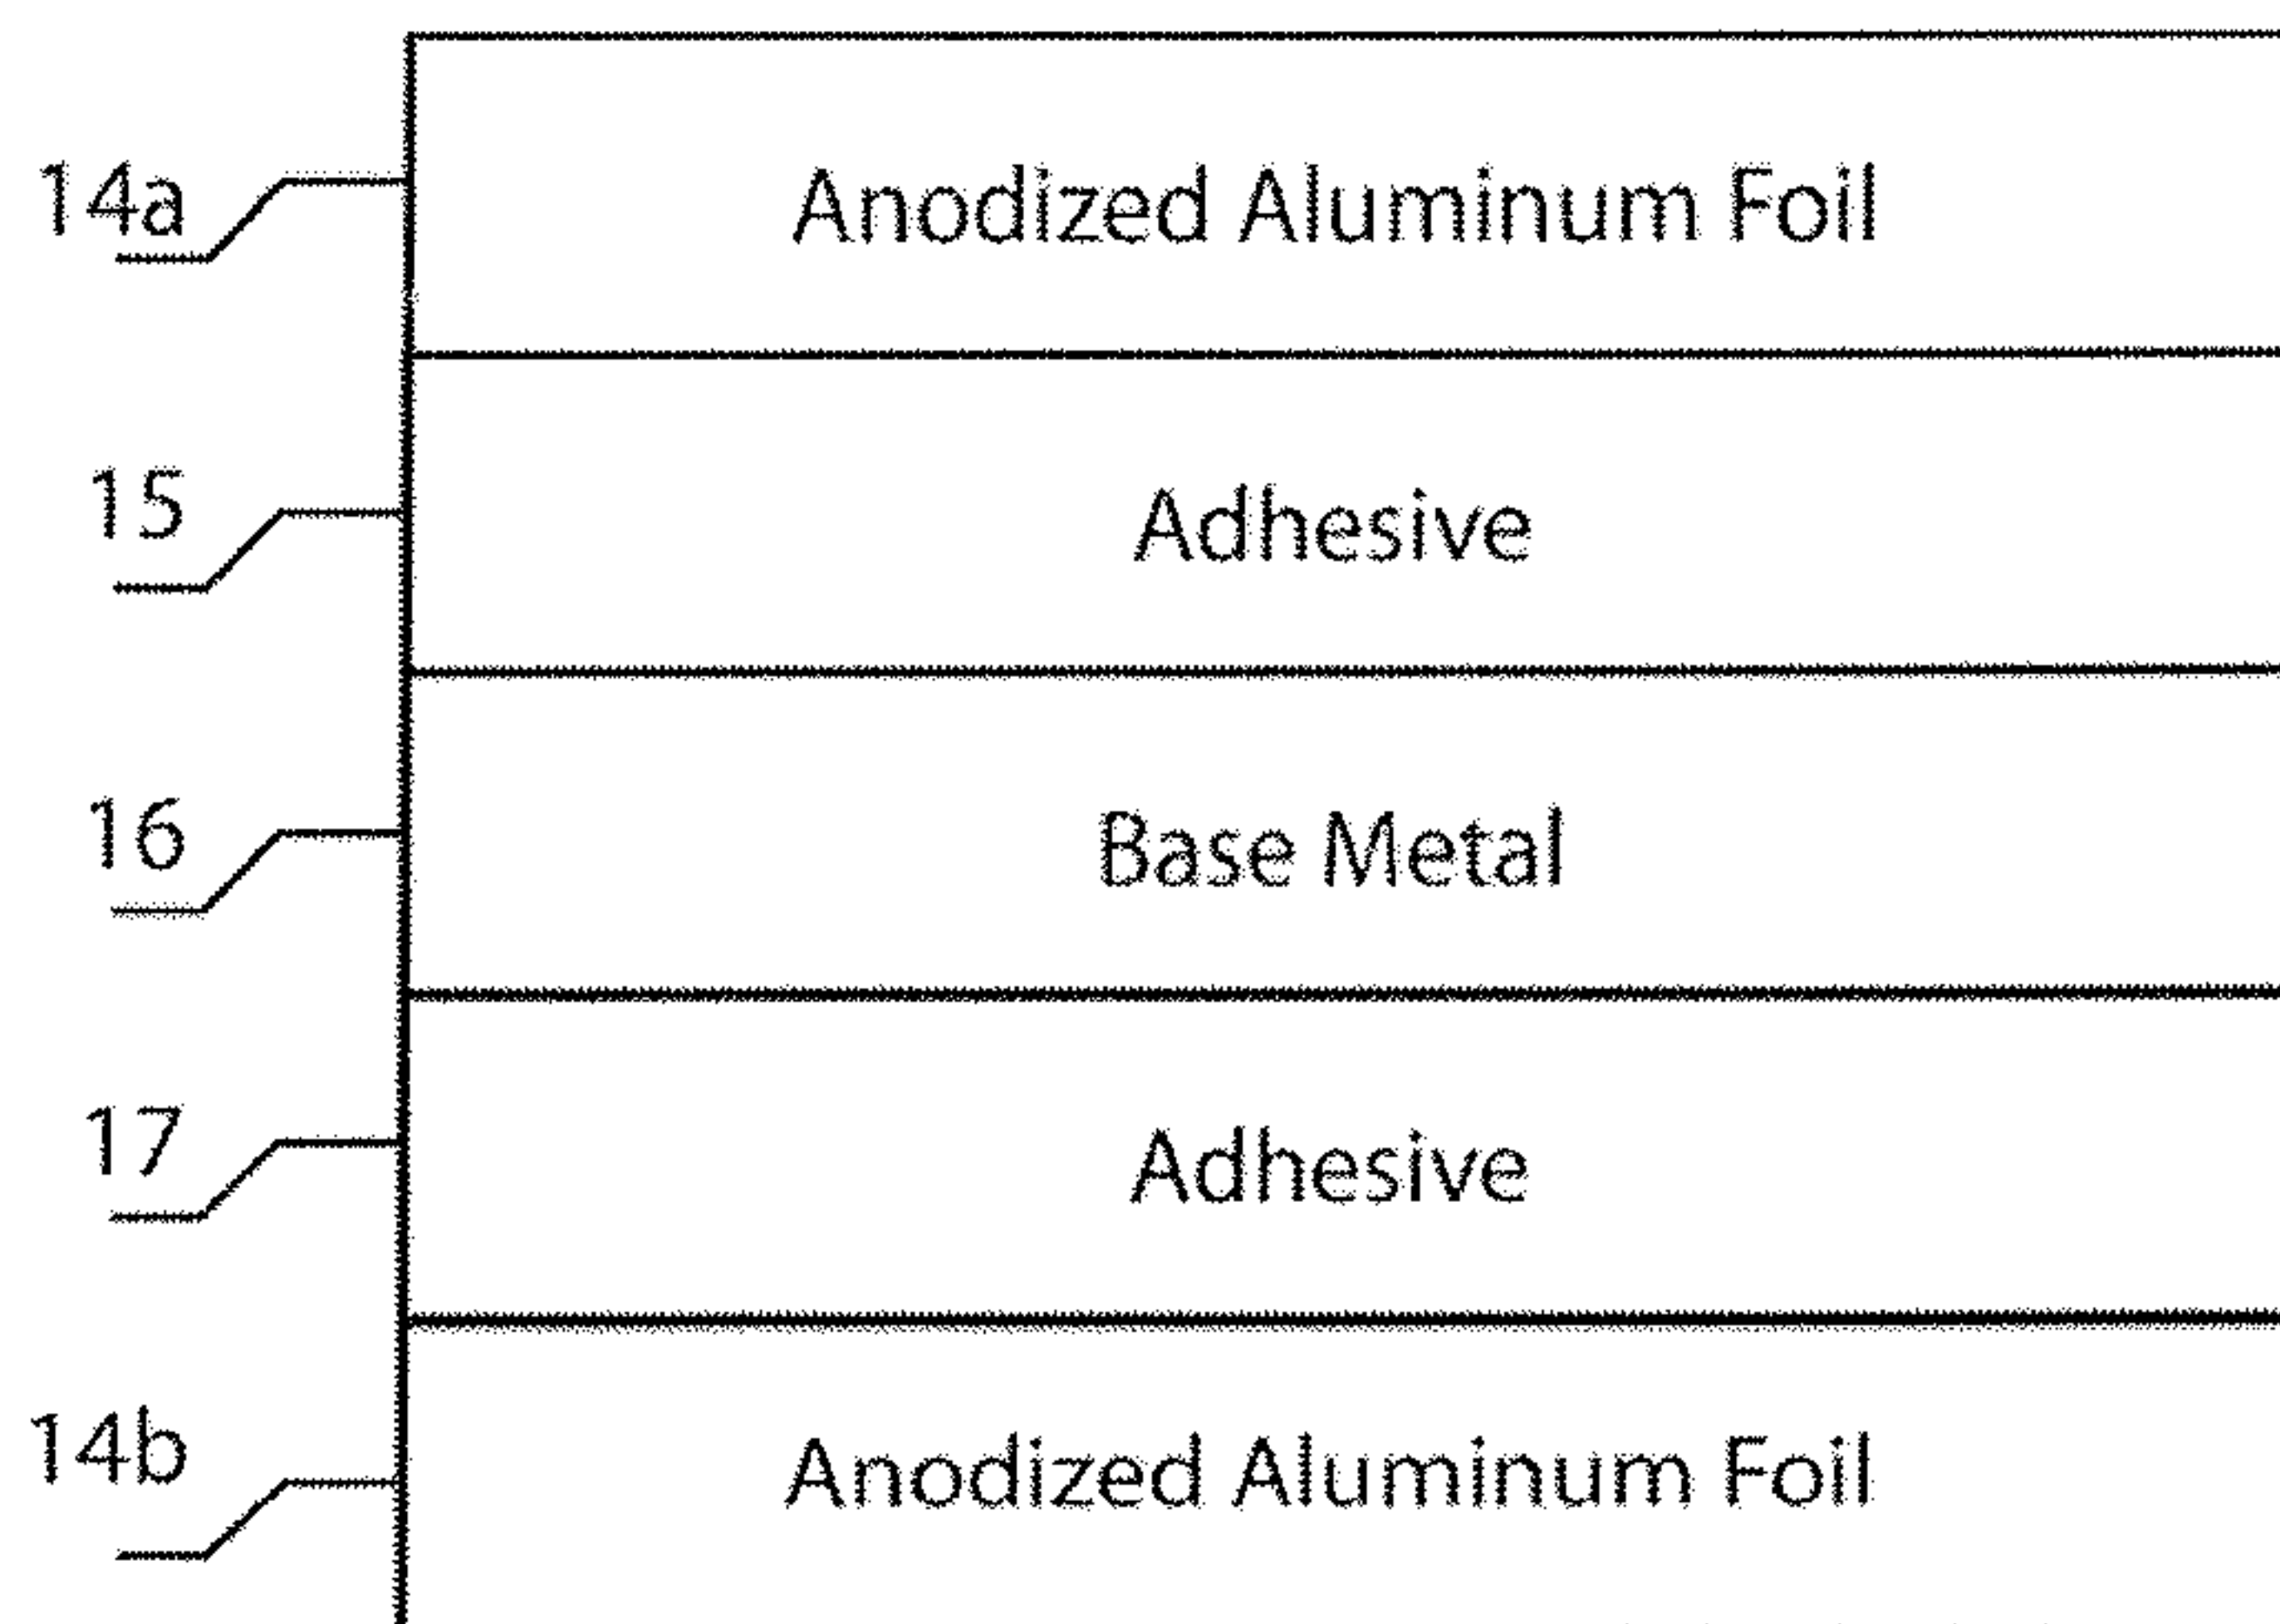 14a Anodized Aluminum Foil
15 Adhesive
16 Base Metal
17 Adhesive
14b Anodized Aluminum Foil